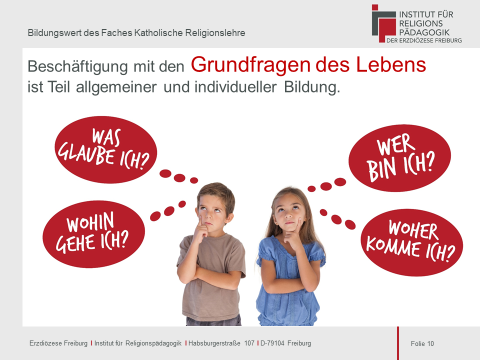 Bildungswert des Faches Katholische Religionslehre
INSTITUT FÜR
RELIGIONS
PÄDAGOGIK
DER ERZDIÖZESE FREIBURG
Beschäftigung mit den Grundfragen des Lebens
ist Teil allgemeiner und individueller Bildung.
WAS
GLAUBE ICH?
WER
BIN ICH?
WOHIN
GEHE ICH?
WOHER
KOMME ICH?
Erzdiözese Freiburg I Institut für Religionspädagogik I Habsburgerstraße 107 I D-79104 Freiburg
Folie 10